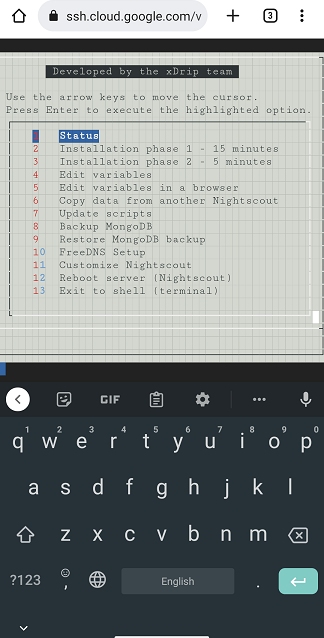 ssh.cloud.google.com/v
3
Developed by the xDrip team
Use the arrow keys to move the cursor.
Press Enter to execute the highlighted option.
1 Status
2 Installation phase 1 - 15 minutes
3 Installation phase 2 - 5 minutes
4 Edit variables
5 Edit variables in a browser
6 Copy data from another Nightscout
7 Update scripts
8 Backup MongoDB
9 Restore MongoDB backup
10 FreeDNS Setup
11 Customize Nightscout
12 Reboot server (Nightscout)
13 Exit to shell (terminal)
GIF
1 2 3 4 5 6 7 8 9 0
q w e r t y u i o p
a s d f g h j k l
z x c v b n m
?123 , English .